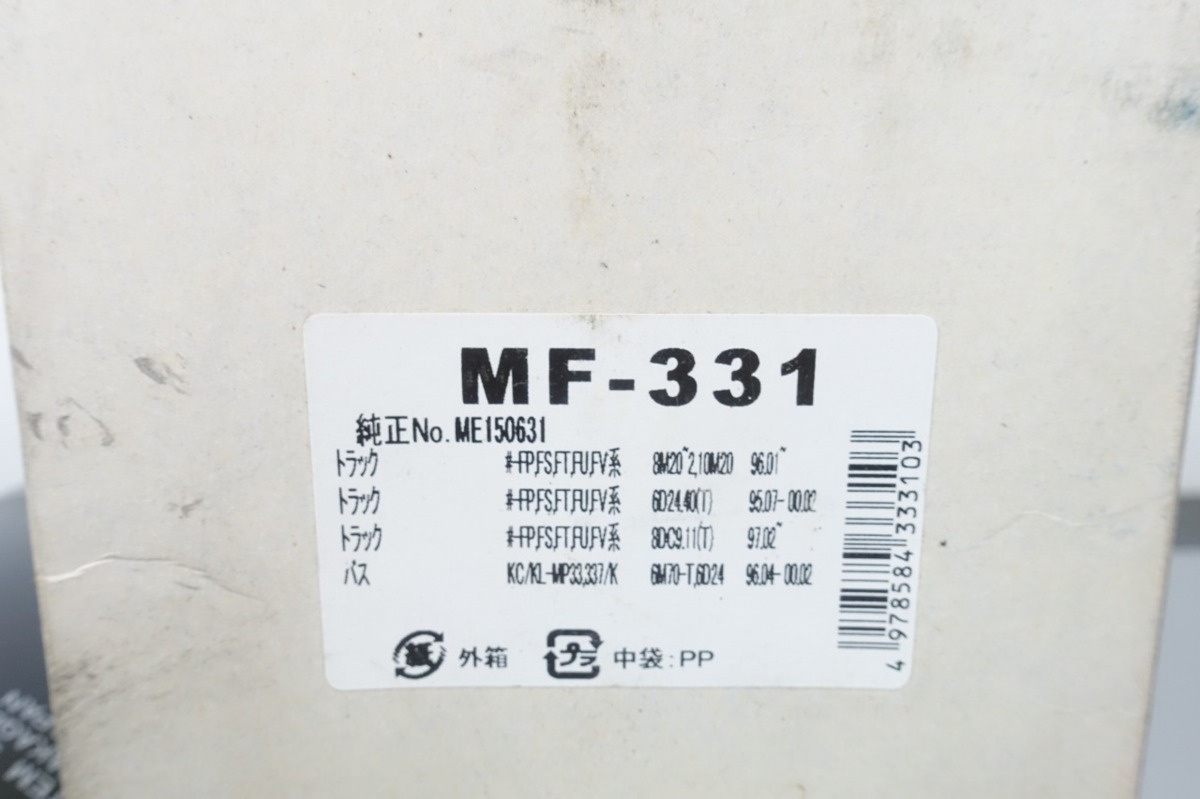 MF-331
純正No. ME150631
トラック #-FP,FS,FT,FU,FV系 8M20~2,10M20 96.01~
トラック #-FP,FS,FT,FU,FV系 6D24,40(T) 95.07-00.02
トラック #-FP,FS,FT,FU,FV系 8DC9,11(T) 97.02~
バス KC/KL-MP33,337/K 6M70-T,6D24 96.04-00.02
紙 外箱 プラ 中袋:PP
4 978584 333103